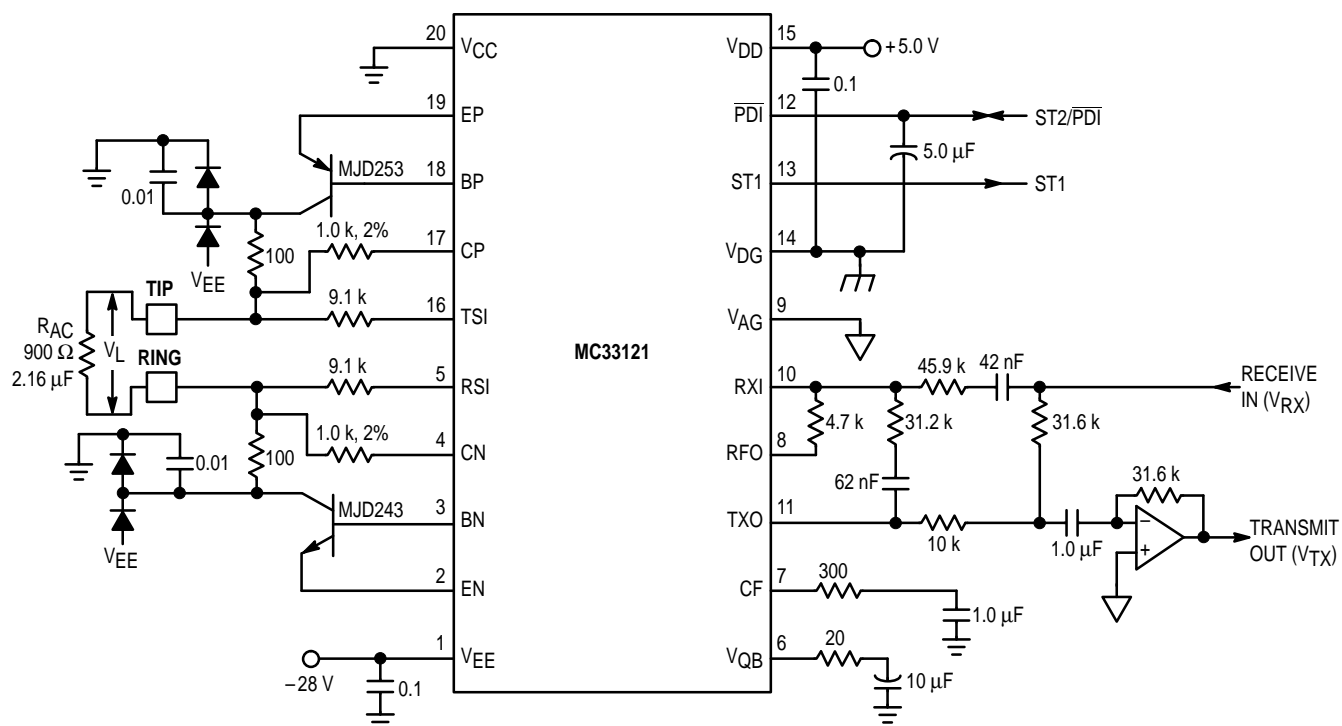 20
VCC
15
VDD
+5.0 V
0.1
19
EP
12
PDI
ST2/PDI
MJD253
5.0 µF
0.01
18
BP
ST1
13
ST1
1.0 k, 2%
17
CP
100
VDG
14
VEE
TIP
9.1 k
16
TSI
VAG
9
RAC
900 Ω
2.16 µF
VL
MC33121
RING
9.1 k
5
RSI
RXI
10
45.9 k
42 nF
RECEIVE
IN (VRX)
4.7 k
31.2 k
31.6 k
1.0 k, 2%
4
CN
RFO
8
0.01
100
62 nF
31.6 k
MJD243
3
BN
TXO
11
10 k
1.0 µF
−
+
TRANSMIT
OUT (VTX)
VEE
2
EN
CF
7
300
1.0 µF
1
VEE
VQB
6
20
−28 V
0.1
10 µF